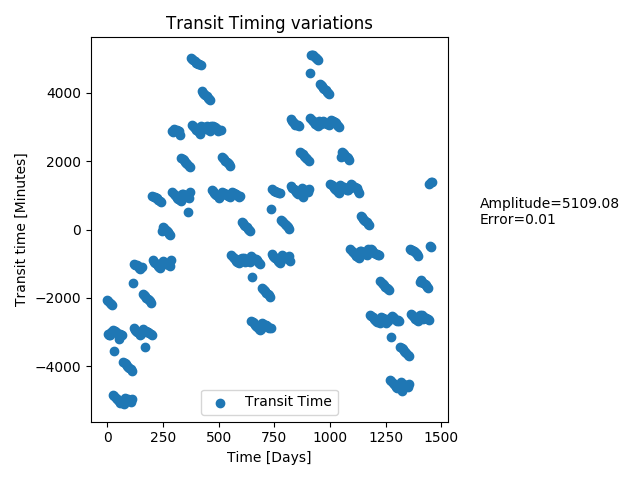 Transit Timing variations
Transit time [Minutes]
4000
2000
0
−2000
−4000
Amplitude=5109.08
Error=0.01
Transit Time
0
250
500
750
1000
1250
1500
Time [Days]